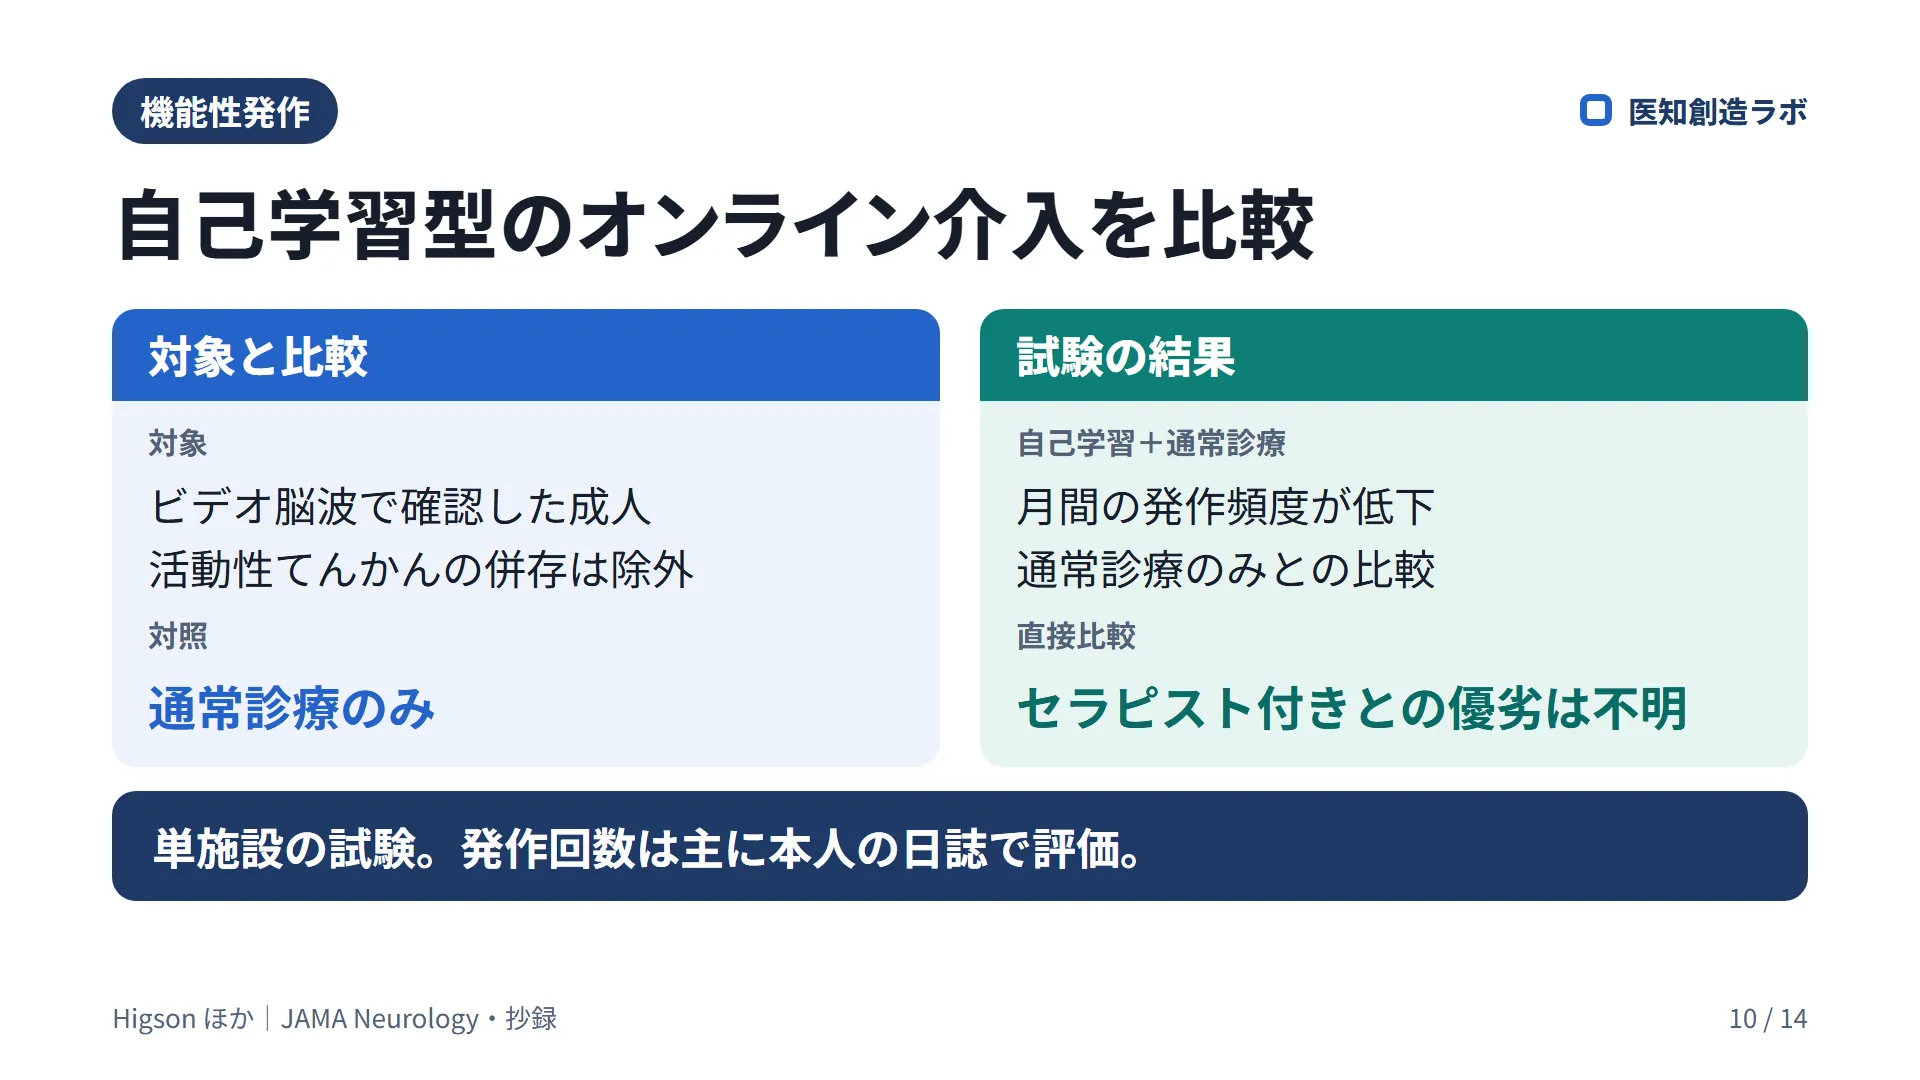 機能性発作
医知創造ラボ
自己学習型のオンライン介入を比較
対象と比較
対象
ビデオ脳波で確認した成人
活動性てんかんの併存は除外
対照
通常診療のみ
試験の結果
自己学習＋通常診療
月間の発作頻度が低下
通常診療のみとの比較
直接比較
セラピスト付きとの優劣は不明
単施設の試験。発作回数は主に本人の日誌で評価。
Higson ほか｜JAMA Neurology・抄録
10 / 14